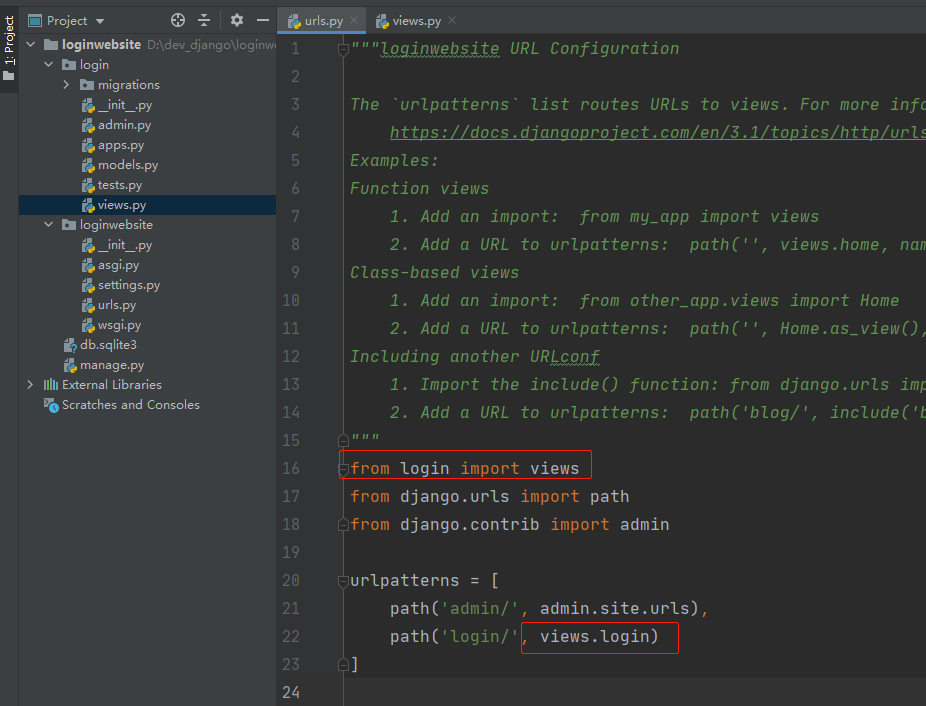 1: Project
Project
loginwebsite D:\dev_django\loginwe
login
migrations
__init__.py
admin.py
apps.py
models.py
tests.py
views.py
loginwebsite
__init__.py
asgi.py
settings.py
urls.py
wsgi.py
db.sqlite3
manage.py
External Libraries
Scratches and Consoles
urls.py views.py
1 """loginwebsite URL Configuration
2
3 The `urlpatterns` list routes URLs to views. For more info
4 https://docs.djangoproject.com/en/3.1/topics/http/urls
5 Examples:
6 Function views
7 1. Add an import:  from my_app import views
8 2. Add a URL to urlpatterns:  path('', views.home, nam
9 Class-based views
10 1. Add an import:  from other_app.views import Home
11 2. Add a URL to urlpatterns:  path('', Home.as_view(),
12 Including another URLconf
13 1. Import the include() function: from django.urls imp
14 2. Add a URL to urlpatterns:  path('blog/', include('b
15 """
16 from login import views
17 from django.urls import path
18 from django.contrib import admin
19
20 urlpatterns = [
21 path('admin/', admin.site.urls),
22 path('login/', views.login)
23 ]
24